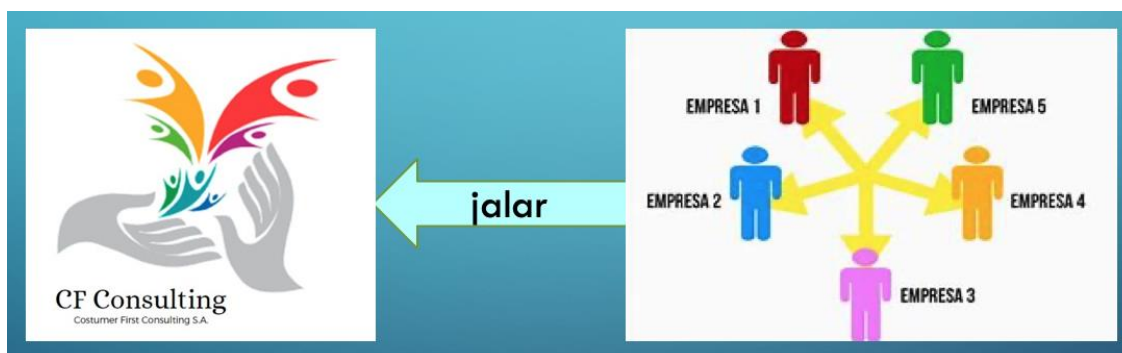 CF Consulting
Costumer First Consulting S.A.
jalar
EMPRESA 1
EMPRESA 5
EMPRESA 2
EMPRESA 4
EMPRESA 3